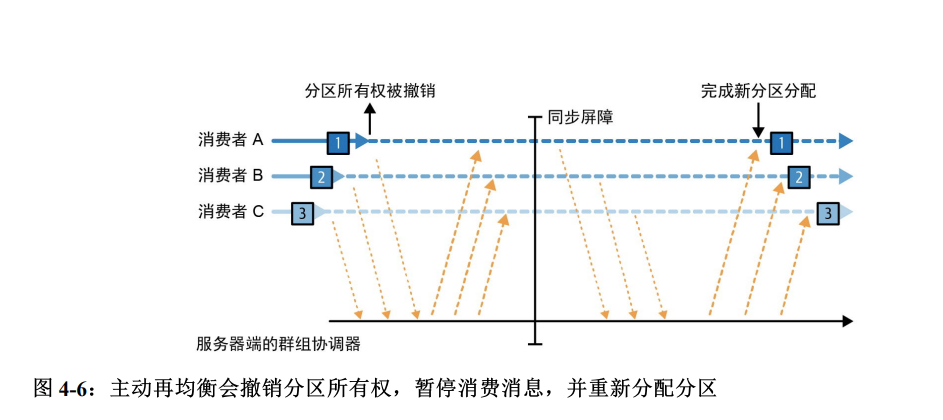 分区所有权被撤销
完成新分区分配
同步屏障
消费者 A
1
1
消费者 B
2
2
消费者 C
3
3
服务器端的群组协调器
图 4-6：主动再均衡会撤销分区所有权，暂停消费消息，并重新分配分区